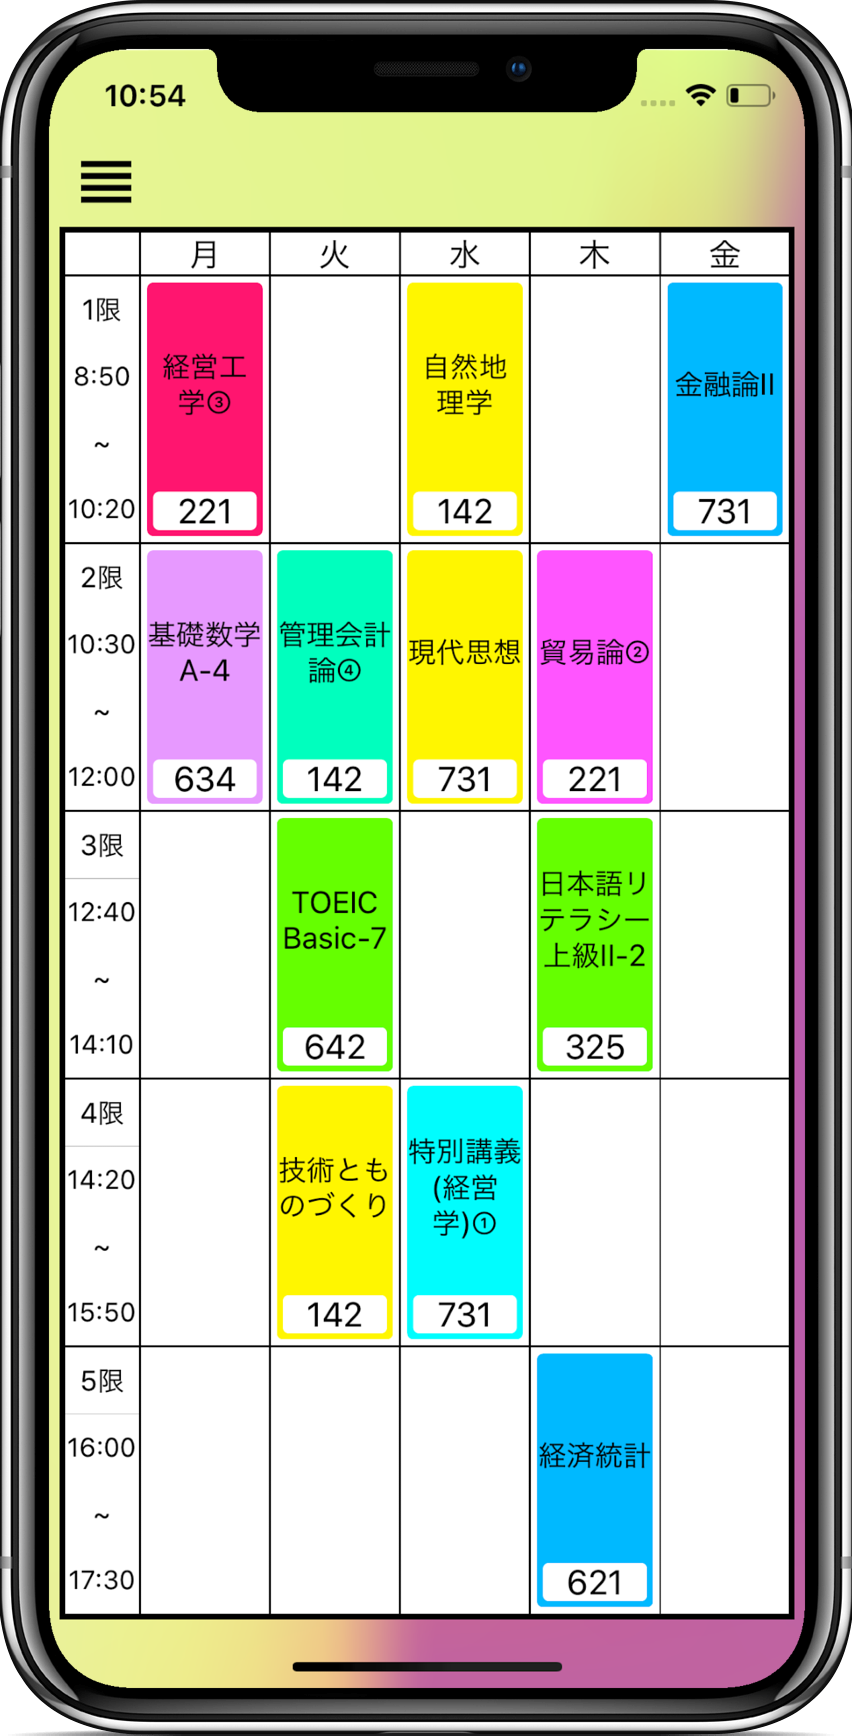 10:54
月 火 水 木 金
1限
8:50
~
10:20
経営工
学③
221
自然地
理学
142
金融論II
731
2限
10:30
~
12:00
基礎数学
A-4
634
管理会計
論④
142
現代思想
731
貿易論②
221
3限
12:40
~
14:10
TOEIC
Basic-7
642
日本語リ
テラシー
上級II-2
325
4限
14:20
~
15:50
技術とも
のづくり
142
特別講義
(経営
学)①
731
5限
16:00
~
17:30
経済統計
621